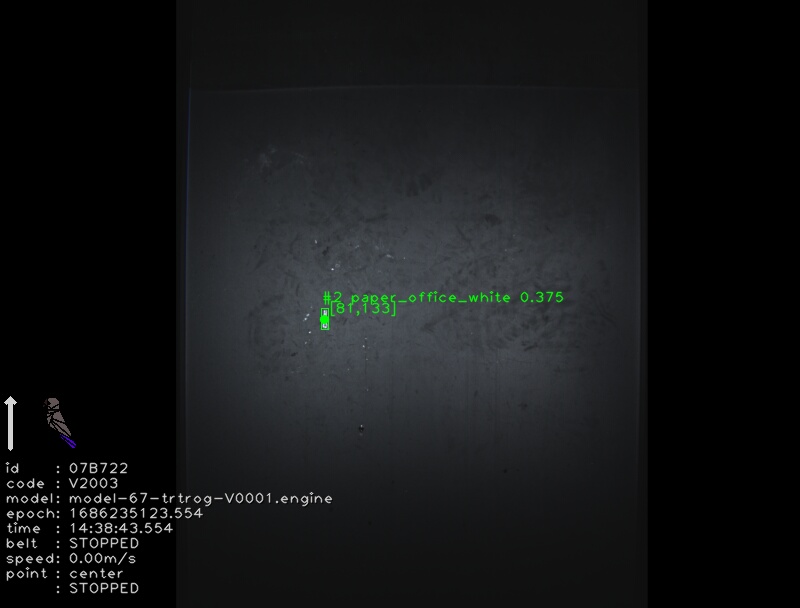 #2 paper_office_white 0.375
[81,133]
id : 07B722
code : V2003
model: model-67-trtrog-V0001.engine
epoch: 1686235123.554
time : 14:38:43.554
belt : STOPPED
speed: 0.00m/s
point : center
: STOPPED